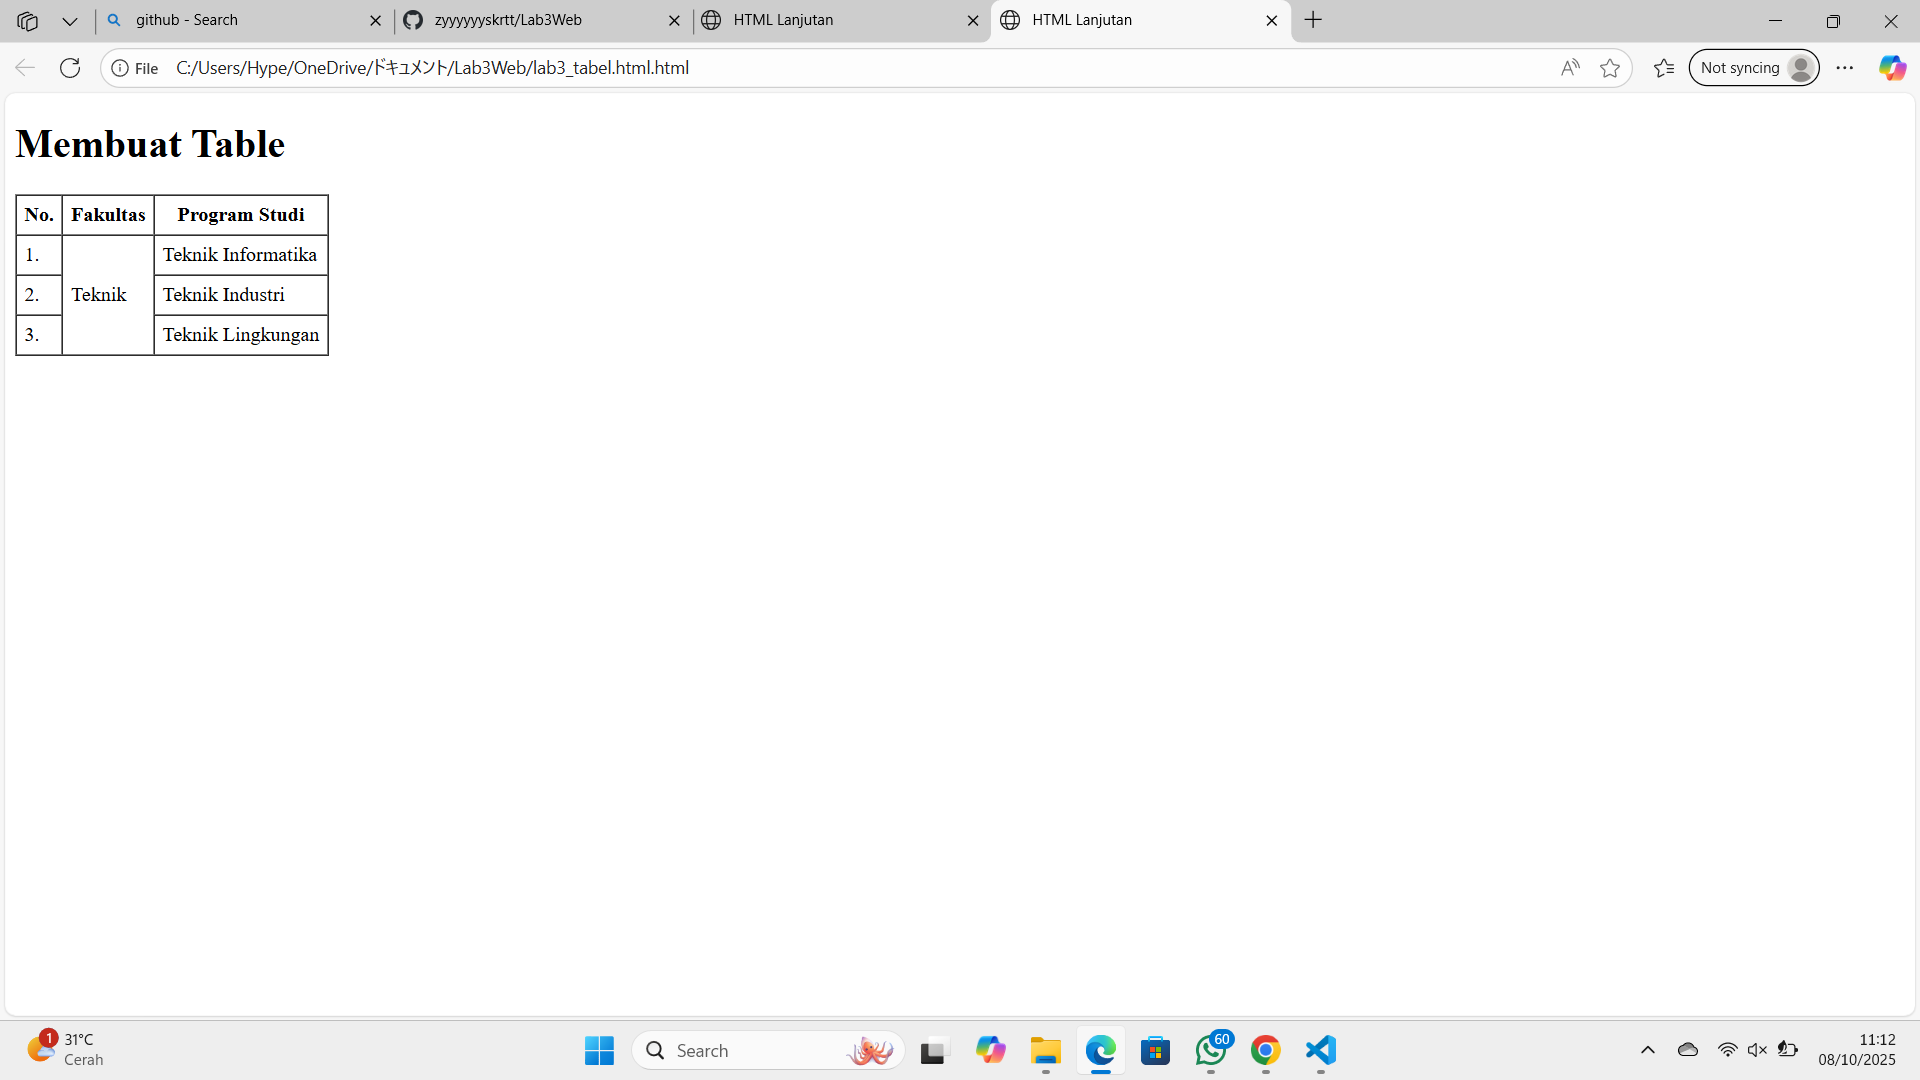 github - Search
zyyyyyyskrtt/Lab3Web
HTML Lanjutan
HTML Lanjutan
File C:/Users/Hype/OneDrive/ドキュメント/Lab3Web/lab3_tabel.html.html
Not syncing
Membuat Table
No. Fakultas Program Studi
1. Teknik Informatika
2. Teknik Teknik Industri
3. Teknik Lingkungan
1
31°C
Cerah
Search
60
11:12
08/10/2025